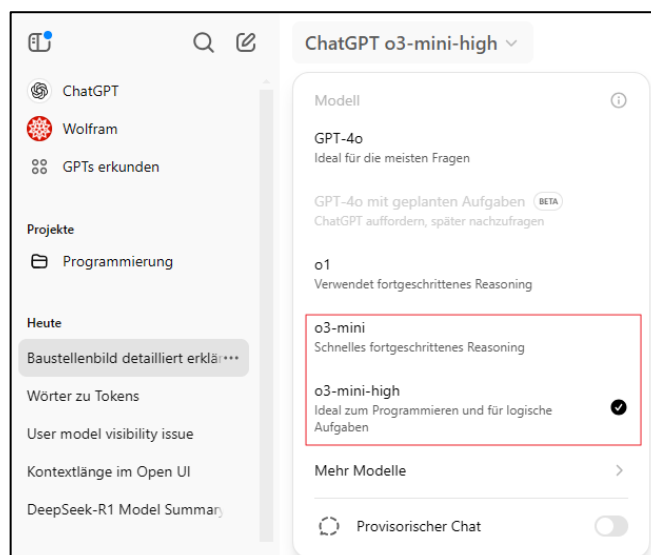 ChatGPT
Wolfram
GPTs erkunden
Projekte
Programmierung
Heute
Baustellenbild detailliert erklär...
Wörter zu Tokens
User model visibility issue
Kontextlänge im Open UI
DeepSeek-R1 Model Summary
ChatGPT o3-mini-high
Modell
GPT-4o
Ideal für die meisten Fragen
GPT-4o mit geplanten Aufgaben BETA
ChatGPT auffordern, später nachzufragen
o1
Verwendet fortgeschrittenes Reasoning
o3-mini
Schnelles fortgeschrittenes Reasoning
o3-mini-high
Ideal zum Programmieren und für logische
Aufgaben
Mehr Modelle
Provisorischer Chat